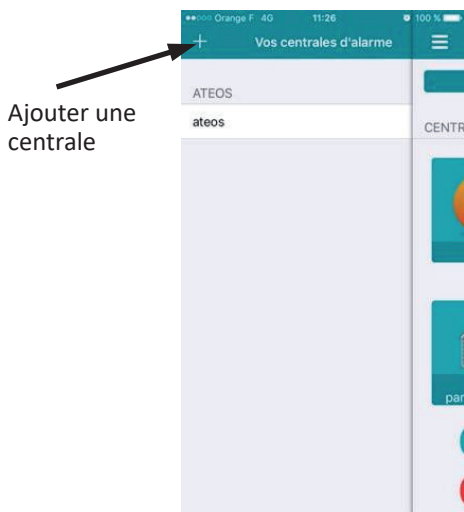 Orange F 4G 11:26 100 %
+ Vos centrales d'alarme
Ajouter une
centrale
ATEOS
ateos
CENTR
par